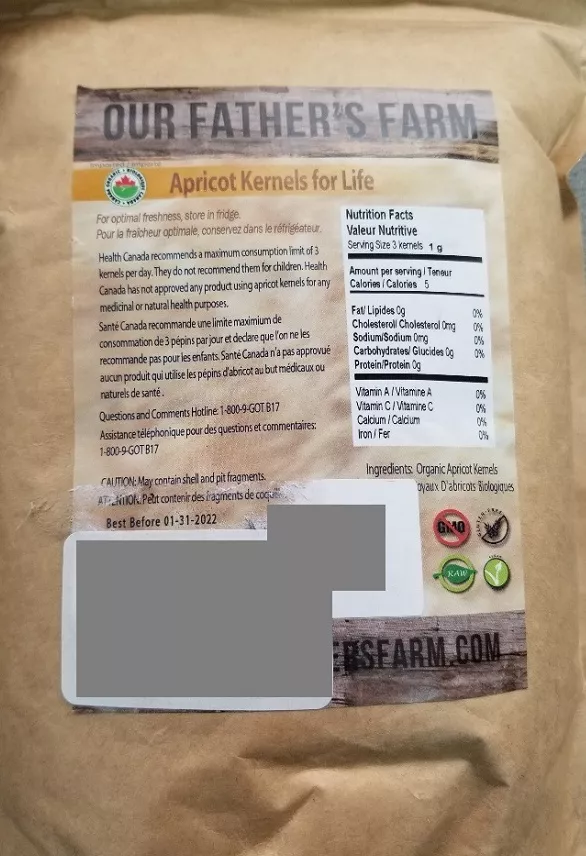 OUR FATHER'S FARM
Apricot Kernels for Life
For optimal freshness, store in fridge.
Pour la fraîcheur optimale, conservez dans le réfrigéateur.
Health Canada recommends a maximum consumption limit of 3
kernels per day. They do not recommend them for children. Health
Canada has not approved any product using apricot kernels for any
medicinal or natural health purposes.
Santé Canada recommande une limite maximium de
consommation de 3 pépins par jour et declare que l'on ne les
recommande pas pour les enfants. Santé Canada n'a pas approuvé
aucun produit qui utilise les pépins d'abricot au but médicaux ou
naturels de santé.
Questions and Comments Hotline: 1-800-9-GOT B17
Assistance téléphonique pour des questions et commentaires:
1-800-9-GOT B17
CAUTION: May contain shell and pit fragments.
Peut contenir des fragments de
Best Before 01-31-2022
Nutrition Facts
Valeur Nutritive
Serving Size 3 kernels 1 g
Amount per serving / Teneur
Calories / Calories 5
Fat/ Lipides 0g 0%
Cholesterol/ Cholesterol 0mg 0%
Sodium/Sodium 0mg 0%
Carbohydrates/ Glucides 0g 0%
Protein/Protein 0g
Vitamin A / Vitamine A 0%
Vitamin C / Vitamine C 0%
Calcium / Calcium 0%
Iron / Fer 0%
Ingredients: Organic Apricot Kernels
D'abricots Biologiques
GMO
GLUTEN-FREE
RAW
ERSFARM.COM